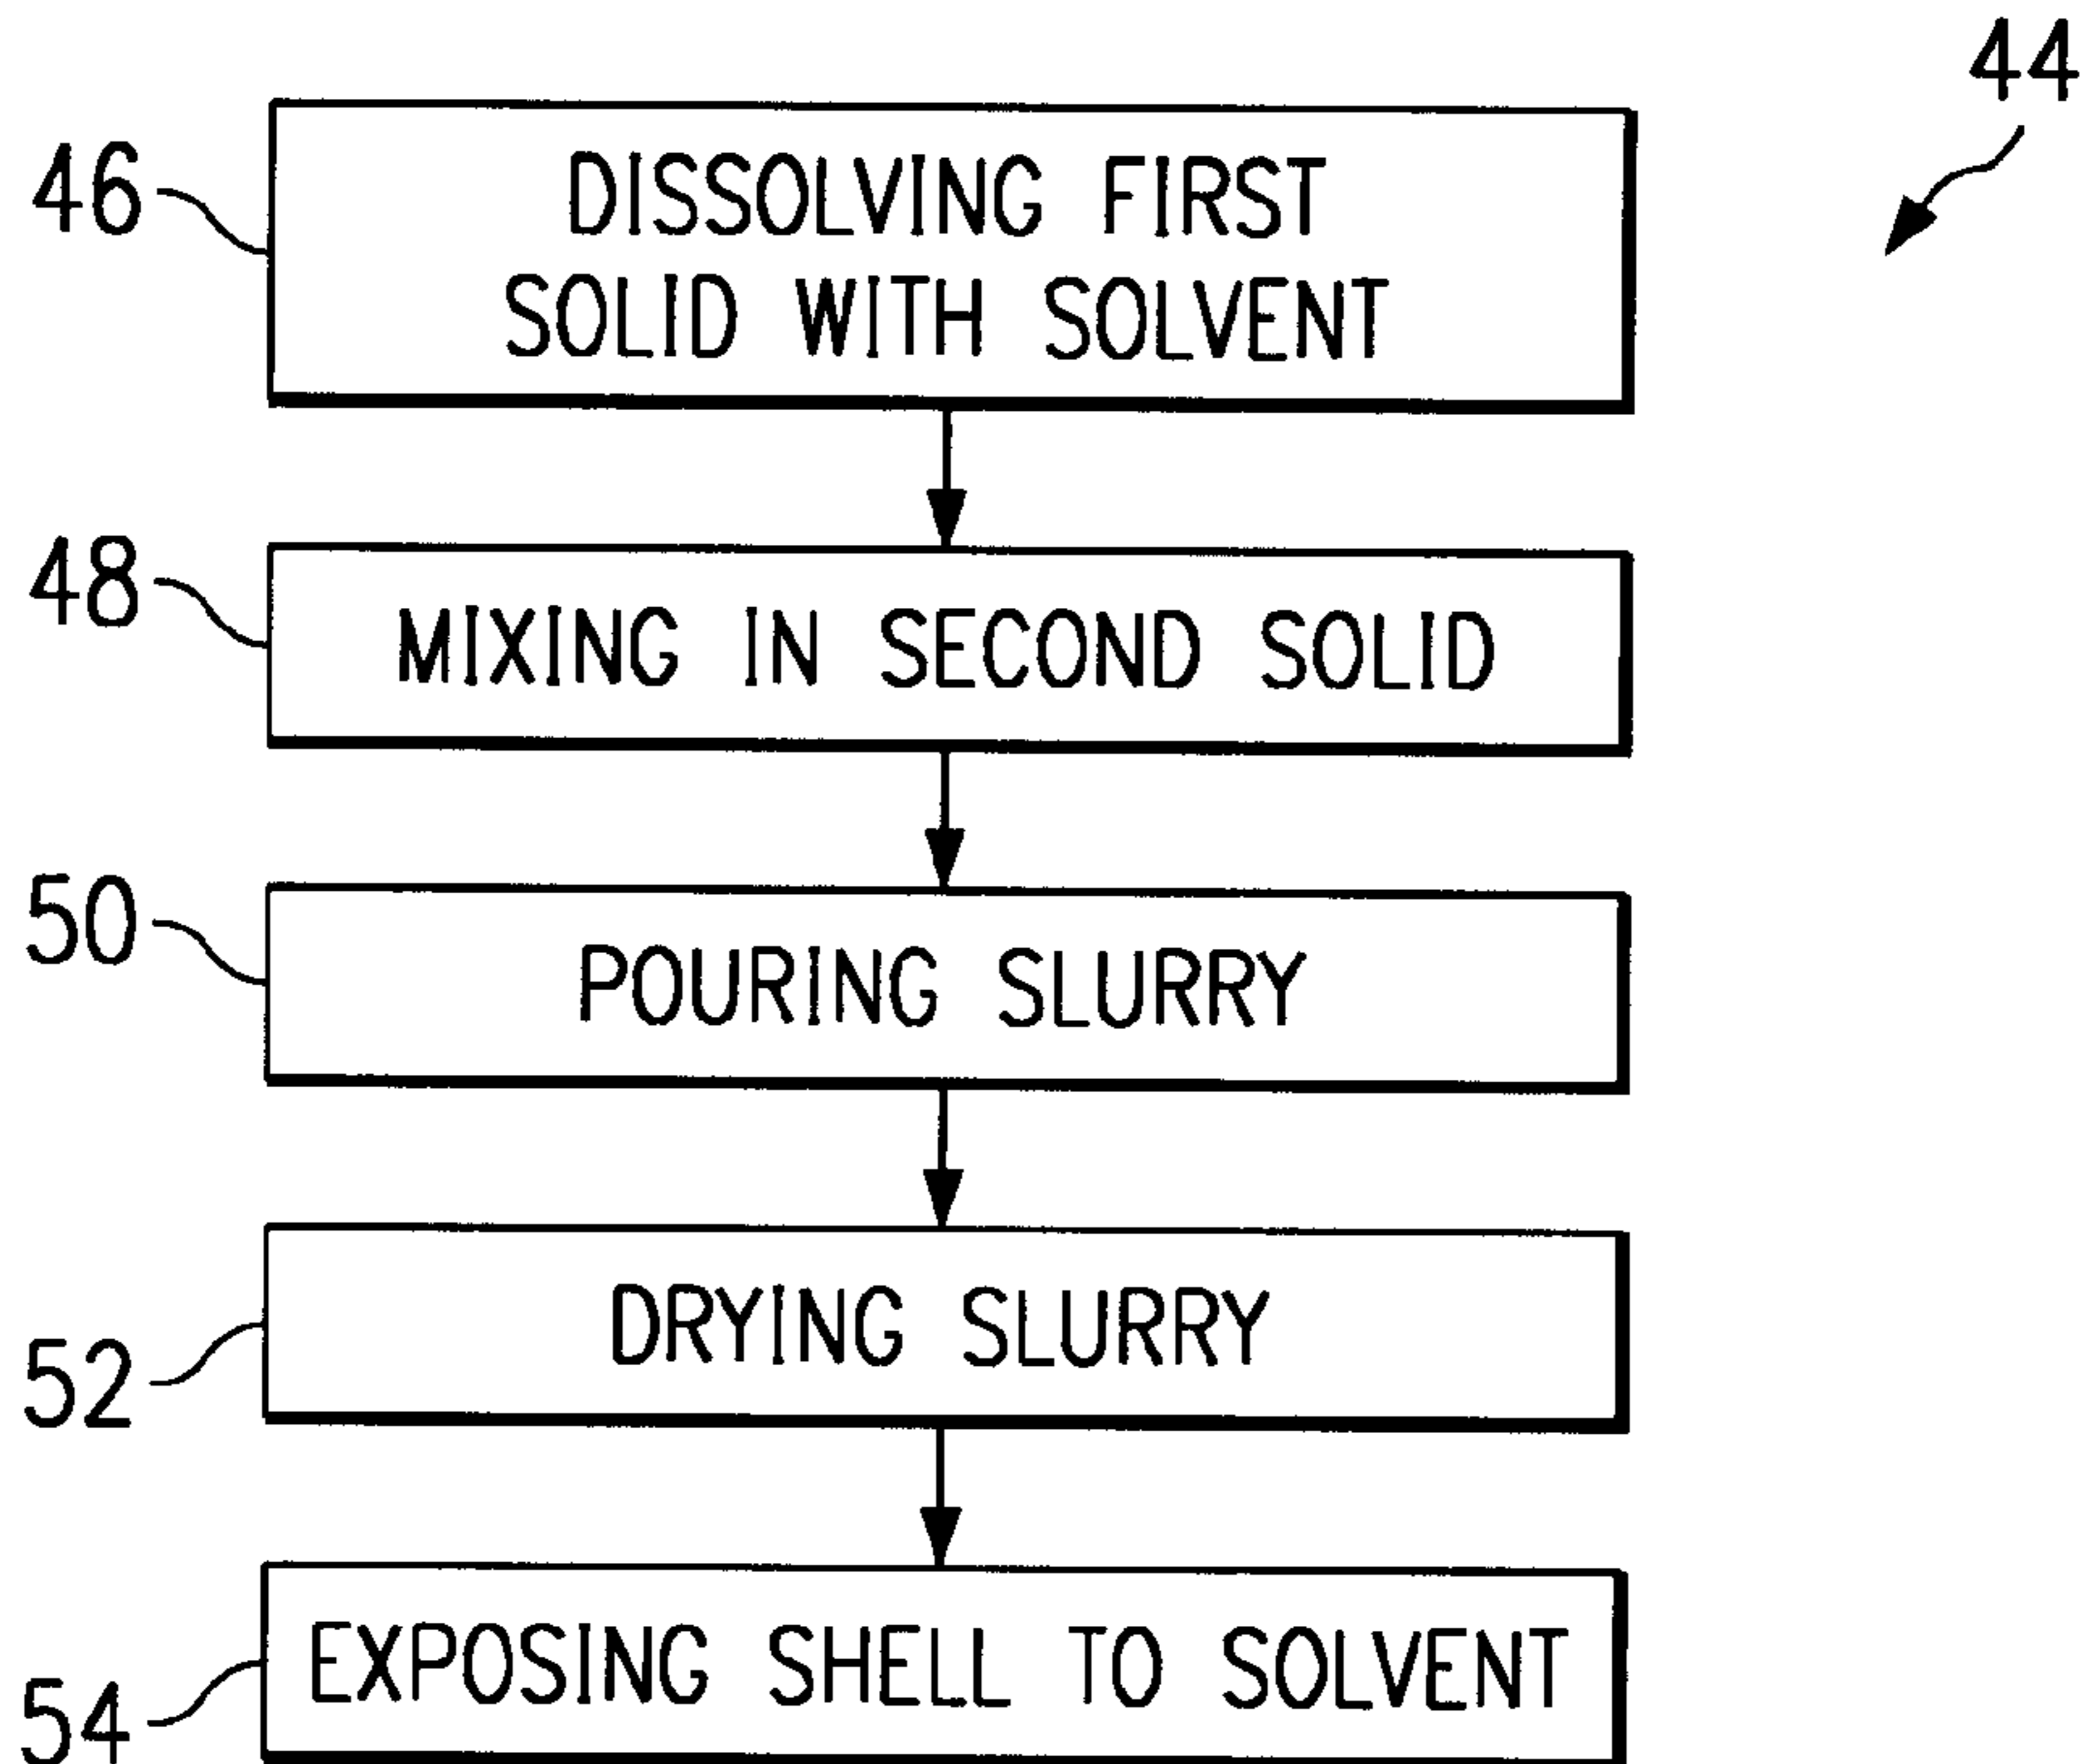 44
46
DISSOLVING FIRST
SOLID WITH SOLVENT
48
MIXING IN SECOND SOLID
50
POURING SLURRY
52
DRYING SLURRY
54
EXPOSING SHELL TO SOLVENT